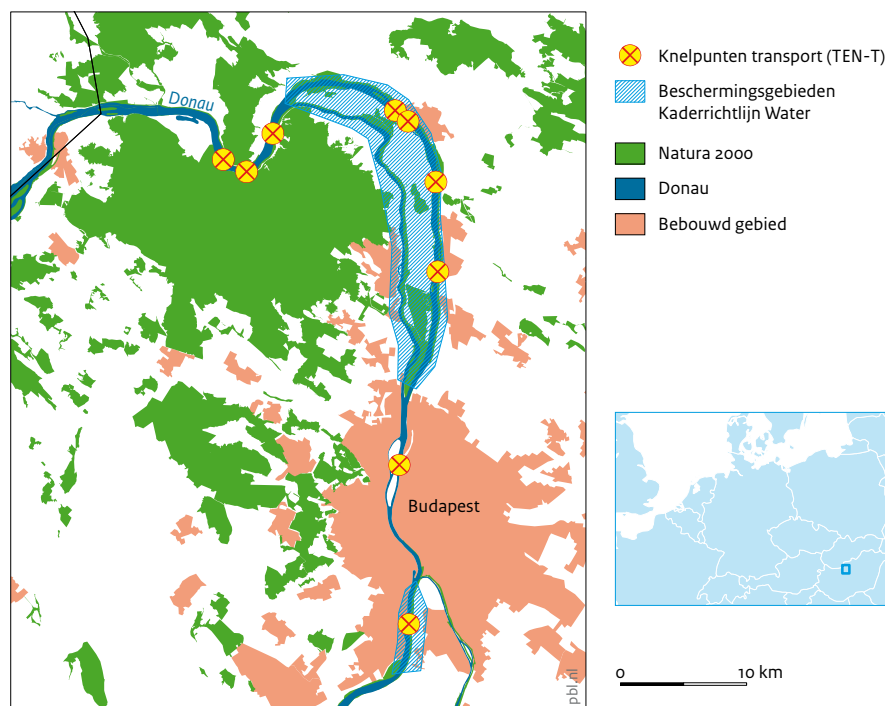 Donau
Budapest
pbl.nl
Knelpunten transport (TEN-T)
Beschermingsgebieden
Kaderrichtlijn Water
Natura 2000
Donau
Bebouwd gebied
0 10 km